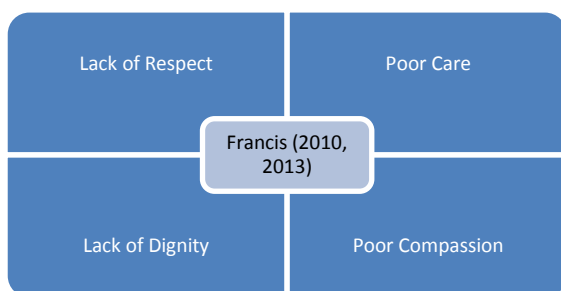 Lack of Respect
Poor Care
Francis (2010,
2013)
Lack of Dignity
Poor Compassion